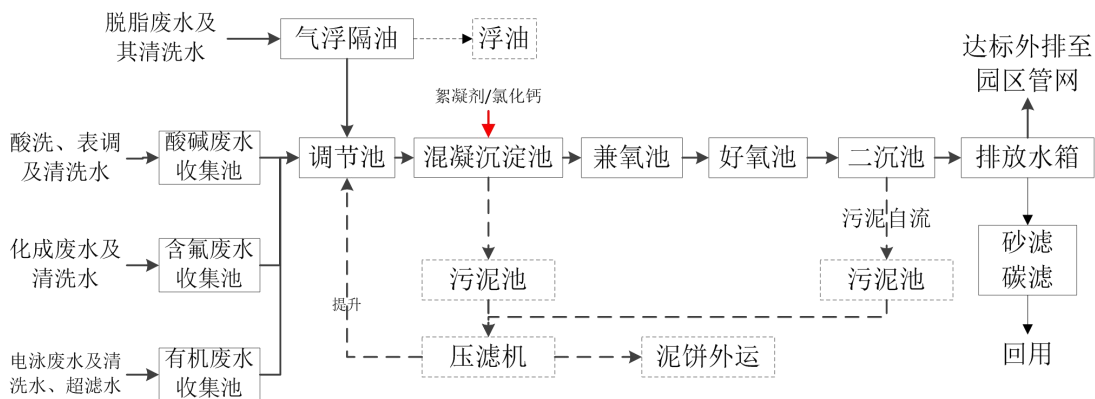 脱脂废水及
其清洗水
气浮隔油
浮油
达标外排至
园区管网
絮凝剂/氯化钙
酸洗、表调
及清洗水
酸碱废水
收集池
调节池
混凝沉淀池
兼氧池
好氧池
二沉池
排放水箱
污泥自流
化成废水及
清洗水
含氟废水
收集池
污泥池
污泥池
砂滤
碳滤
提升
电泳废水及清
洗水、超滤水
有机废水
收集池
压滤机
泥饼外运
回用